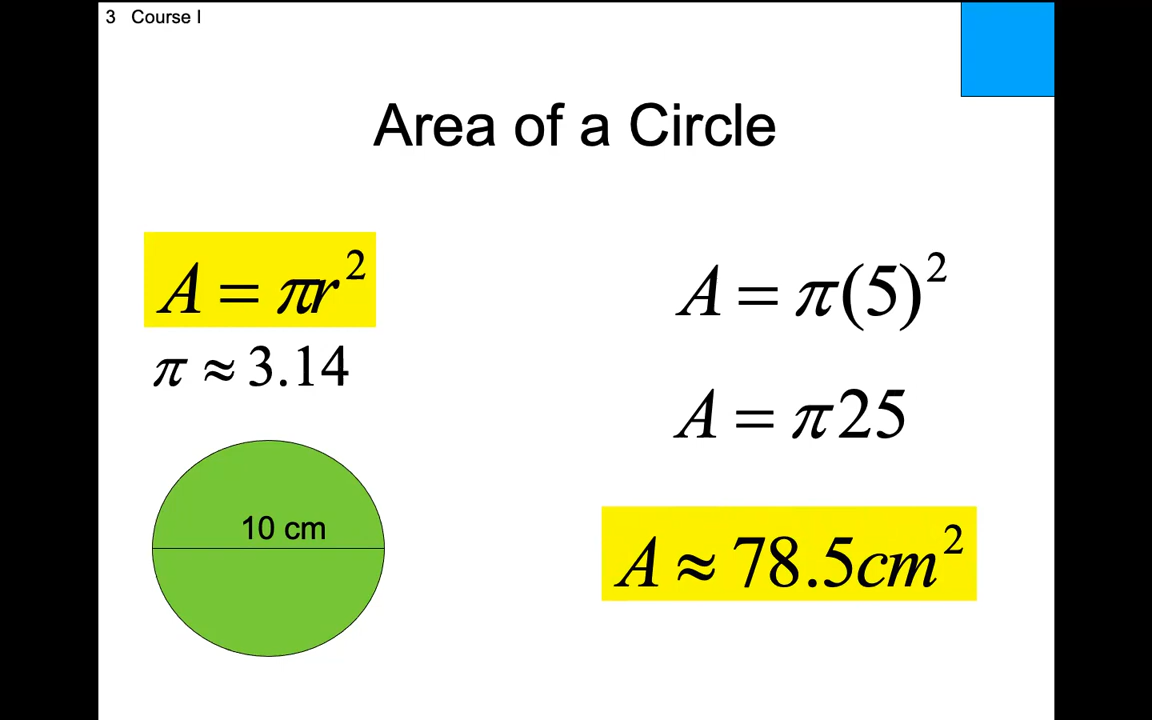 3 Course I
Area of a Circle
A = πr²
π ≈ 3.14
10 cm
A = π(5)²
A = π25
A ≈ 78.5cm²